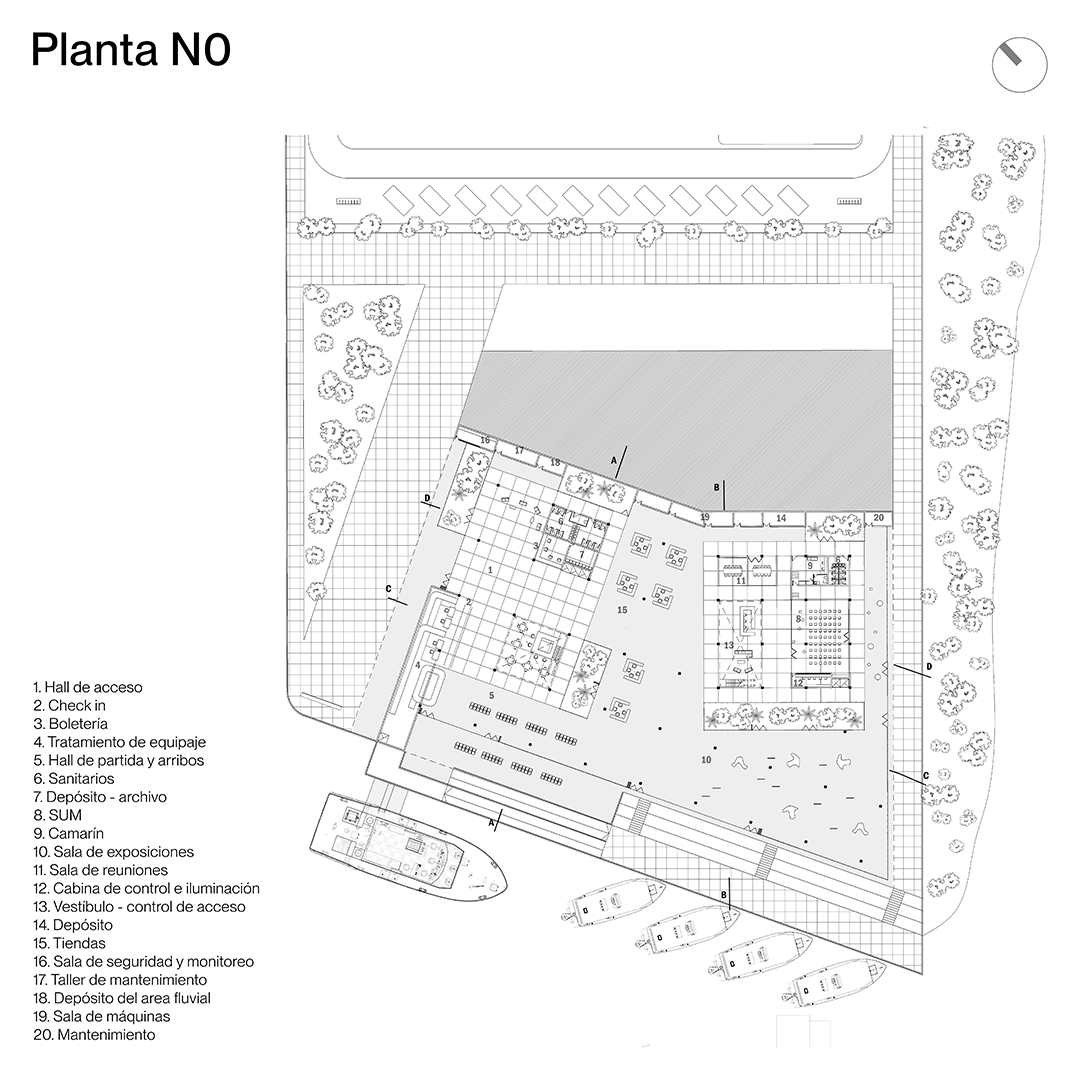 Planta N0
16
17
18
A
B
D
19
14
20
6
3
7
1
9
11
C
2
15
8
13
4
12
D
5
10
C
A
B
1. Hall de acceso
2. Check in
3. Boletería
4. Tratamiento de equipaje
5. Hall de partida y arribos
6. Sanitarios
7. Depósito - archivo
8. SUM
9. Camarín
10. Sala de exposiciones
11. Sala de reuniones
12. Cabina de control e iluminación
13. Vestíbulo - control de acceso
14. Depósito
15. Tiendas
16. Sala de seguridad y monitoreo
17. Taller de mantenimiento
18. Depósito del area fluvial
19. Sala de máquinas
20. Mantenimiento